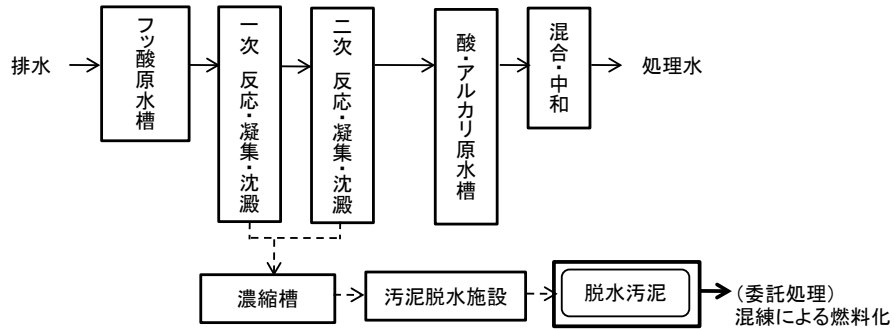 排水
フッ酸原水槽
一次 反応・凝集・沈澱
二次 反応・凝集・沈澱
酸・アルカリ原水槽
混合・中和
処理水
濃縮槽
汚泥脱水施設
脱水汚泥
(委託処理)
混練による燃料化